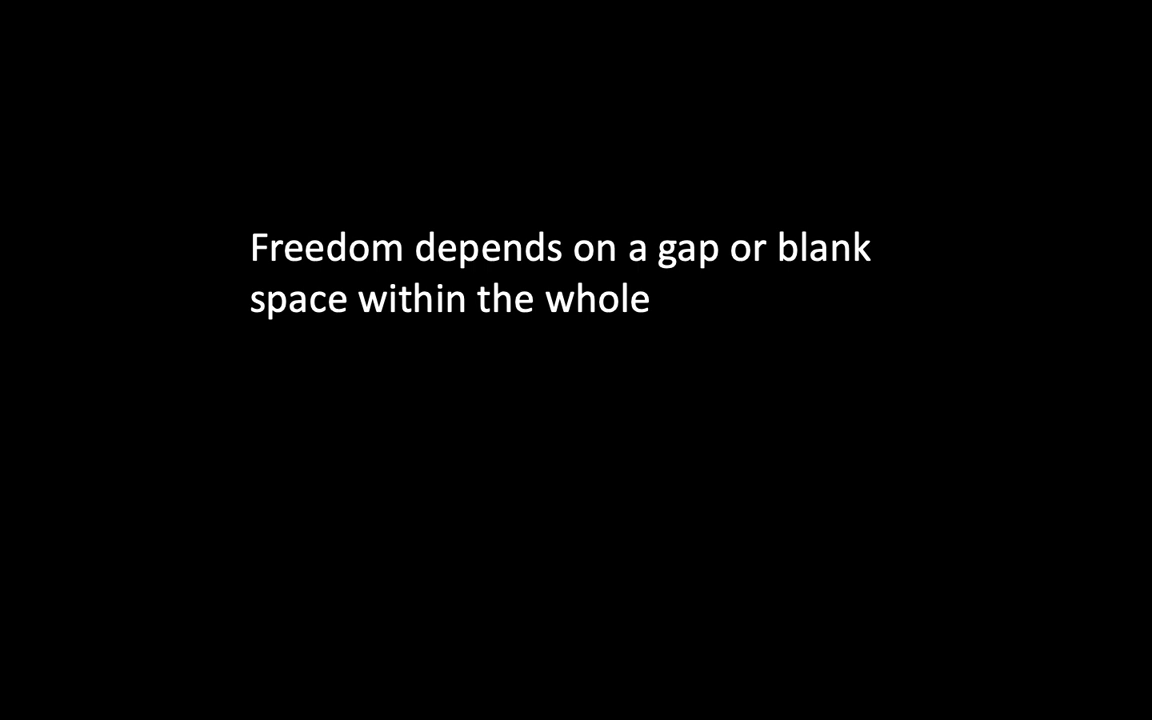 Freedom depends on a gap or blank
space within the whole